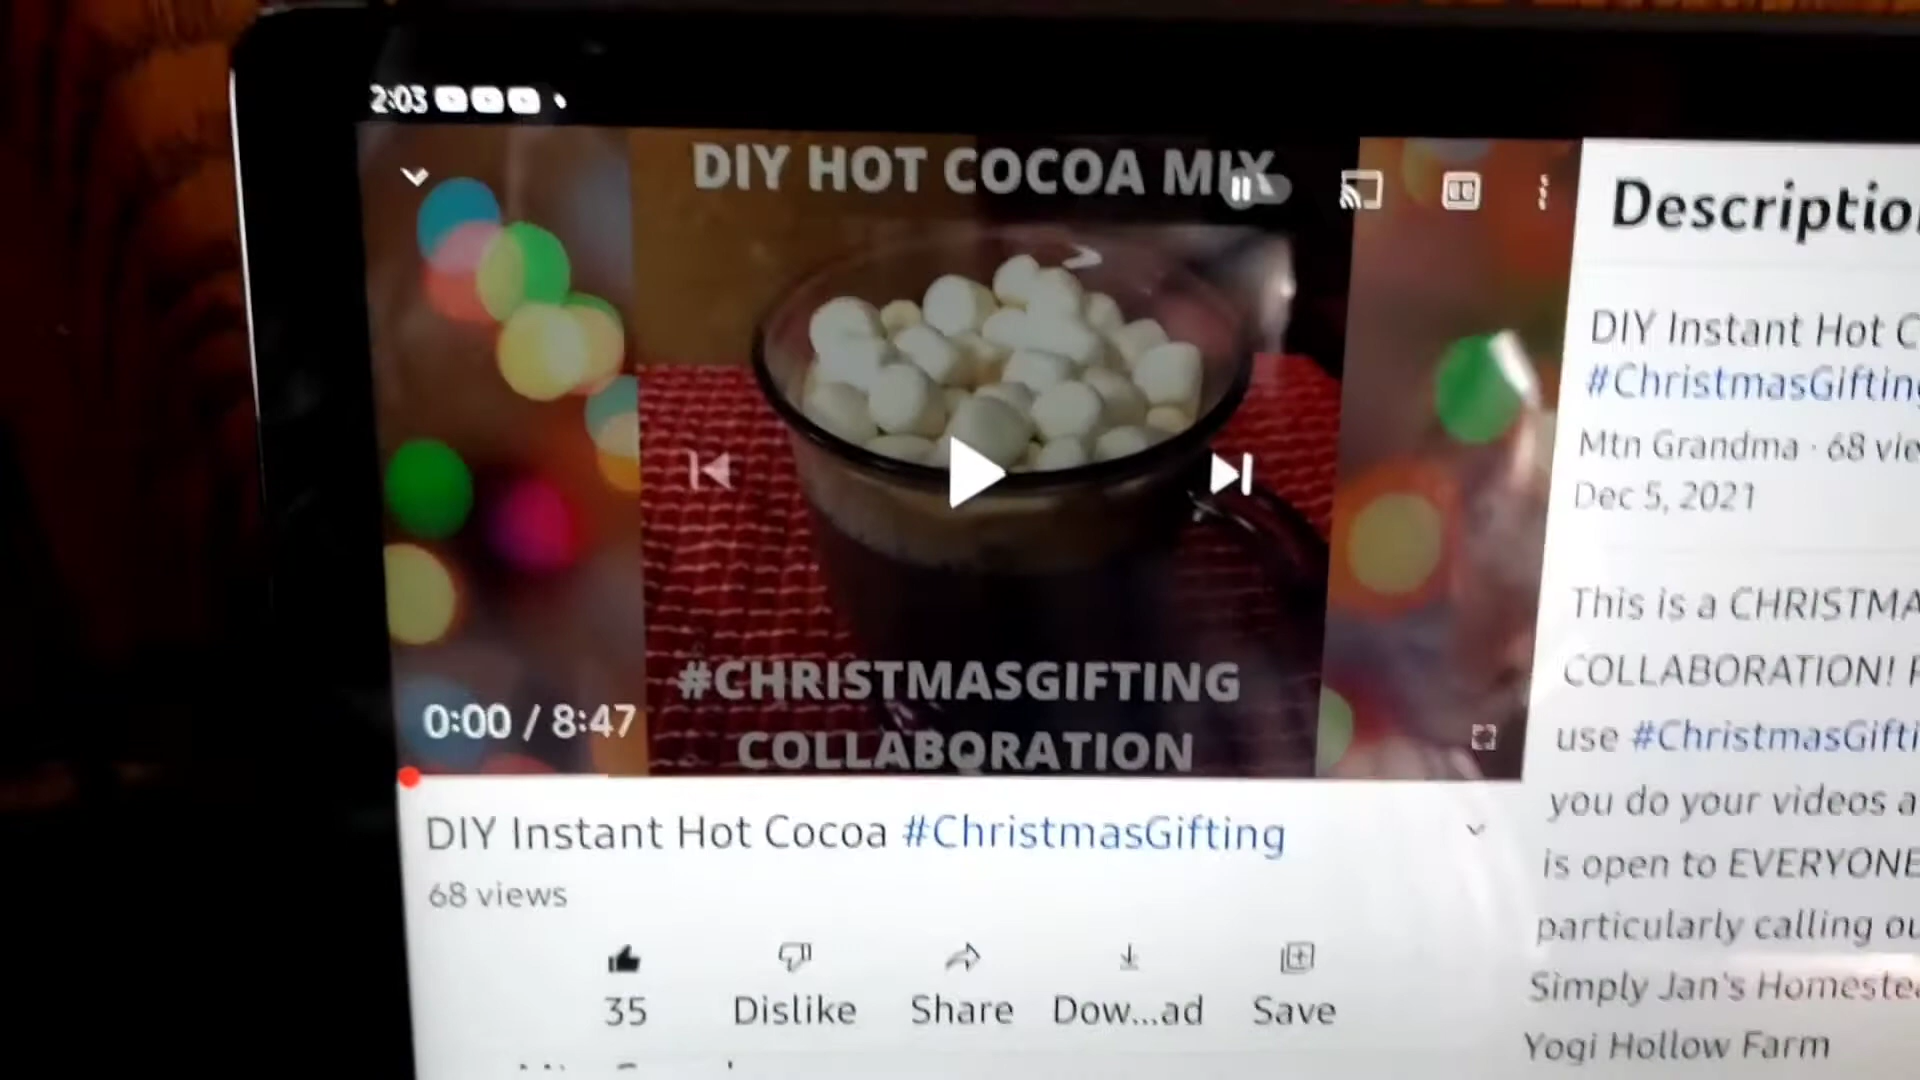 2:03
DIY HOT COCOA MIX
#CHRISTMASGIFTING
COLLABORATION
0:00 / 8:47
DIY Instant Hot Cocoa #ChristmasGifting
68 views
35
Dislike
Share
Dow...ad
Save
Descriptio
DIY Instant Hot C
#ChristmasGifting
Mtn Grandma · 68 vie
Dec 5, 2021
This is a CHRISTMA
COLLABORATION!
use #ChristmasGifti
you do your videos a
is open to EVERYONE
particularly calling ou
Simply Jan's Homeste
Yogi Hollow Farm